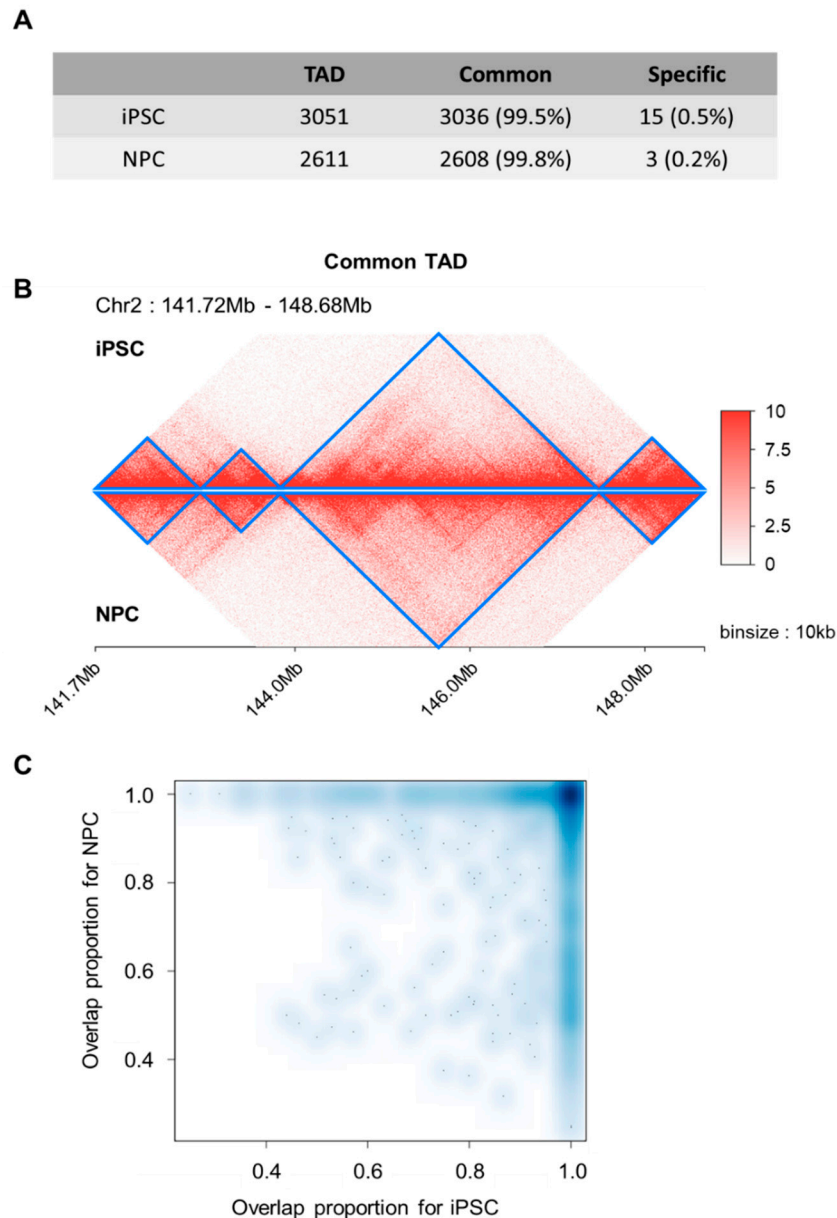 A
TAD Common Specific
iPSC 3051 3036 (99.5%) 15 (0.5%)
NPC 2611 2608 (99.8%) 3 (0.2%)
Common TAD
B
Chr2 : 141.72Mb - 148.68Mb
iPSC
10
7.5
5
2.5
0
NPC
binsize : 10kb
141.7Mb 144.0Mb 146.0Mb 148.0Mb
C
Overlap proportion for NPC
1.0
0.8
0.6
0.4
0.4 0.6 0.8 1.0
Overlap proportion for iPSC